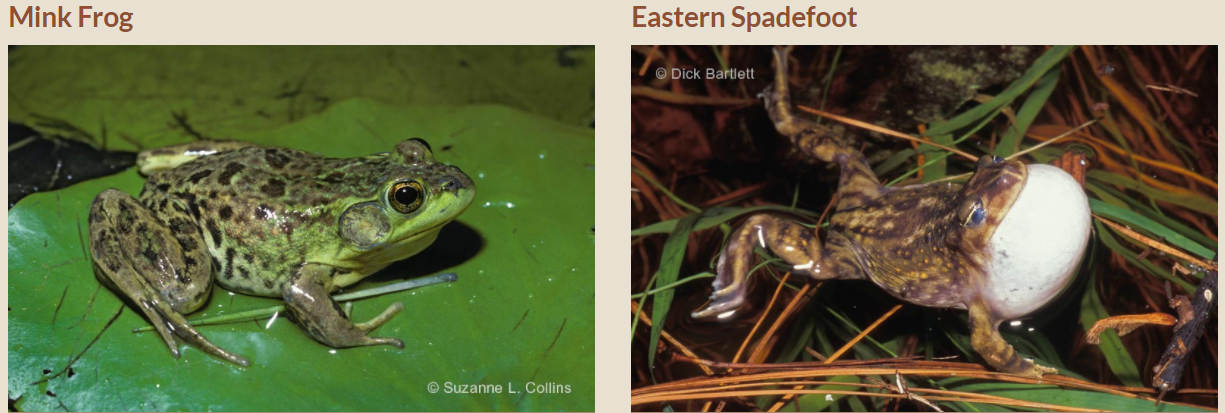 Mink Frog
Eastern Spadefoot
© Dick Bartlett
© Suzanne L. Collins